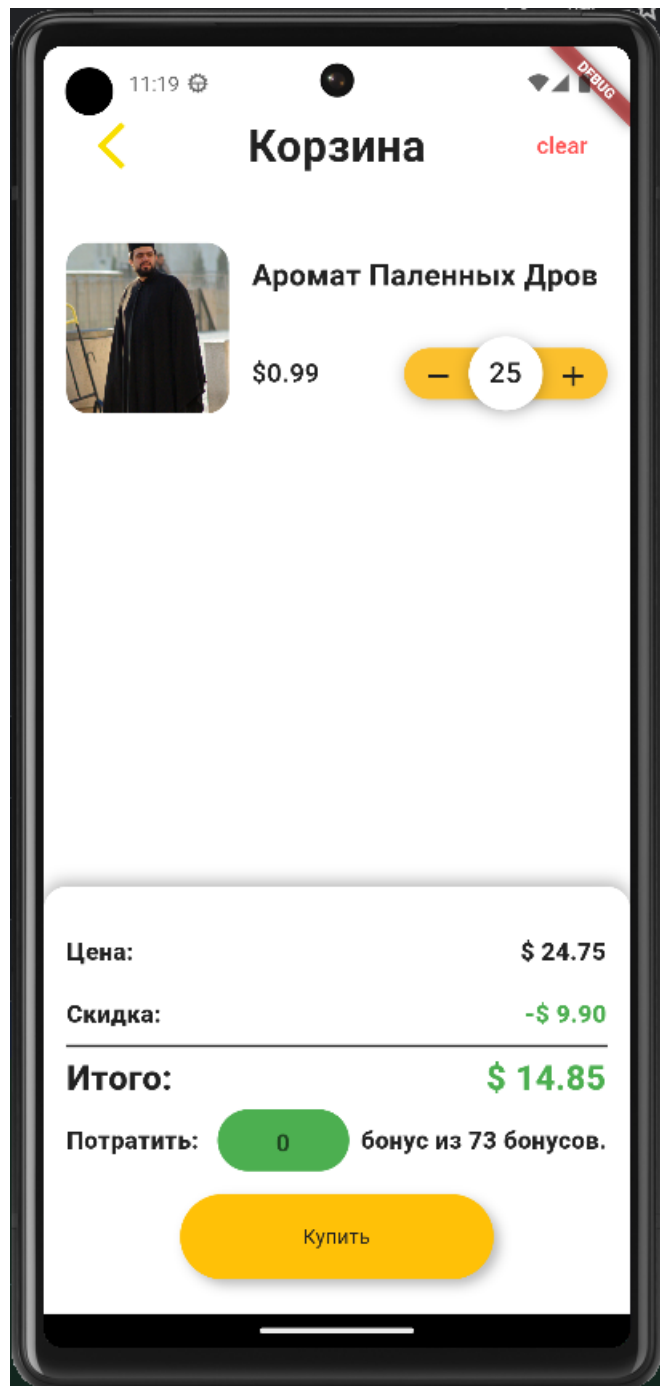 11:19
DEBUG
Корзина
clear
Аромат Паленных Дров
$0.99
− 25 +
Цена:
$ 24.75
Скидка:
-$ 9.90
Итого:
$ 14.85
Потратить: 0 бонус из 73 бонусов.
Купить